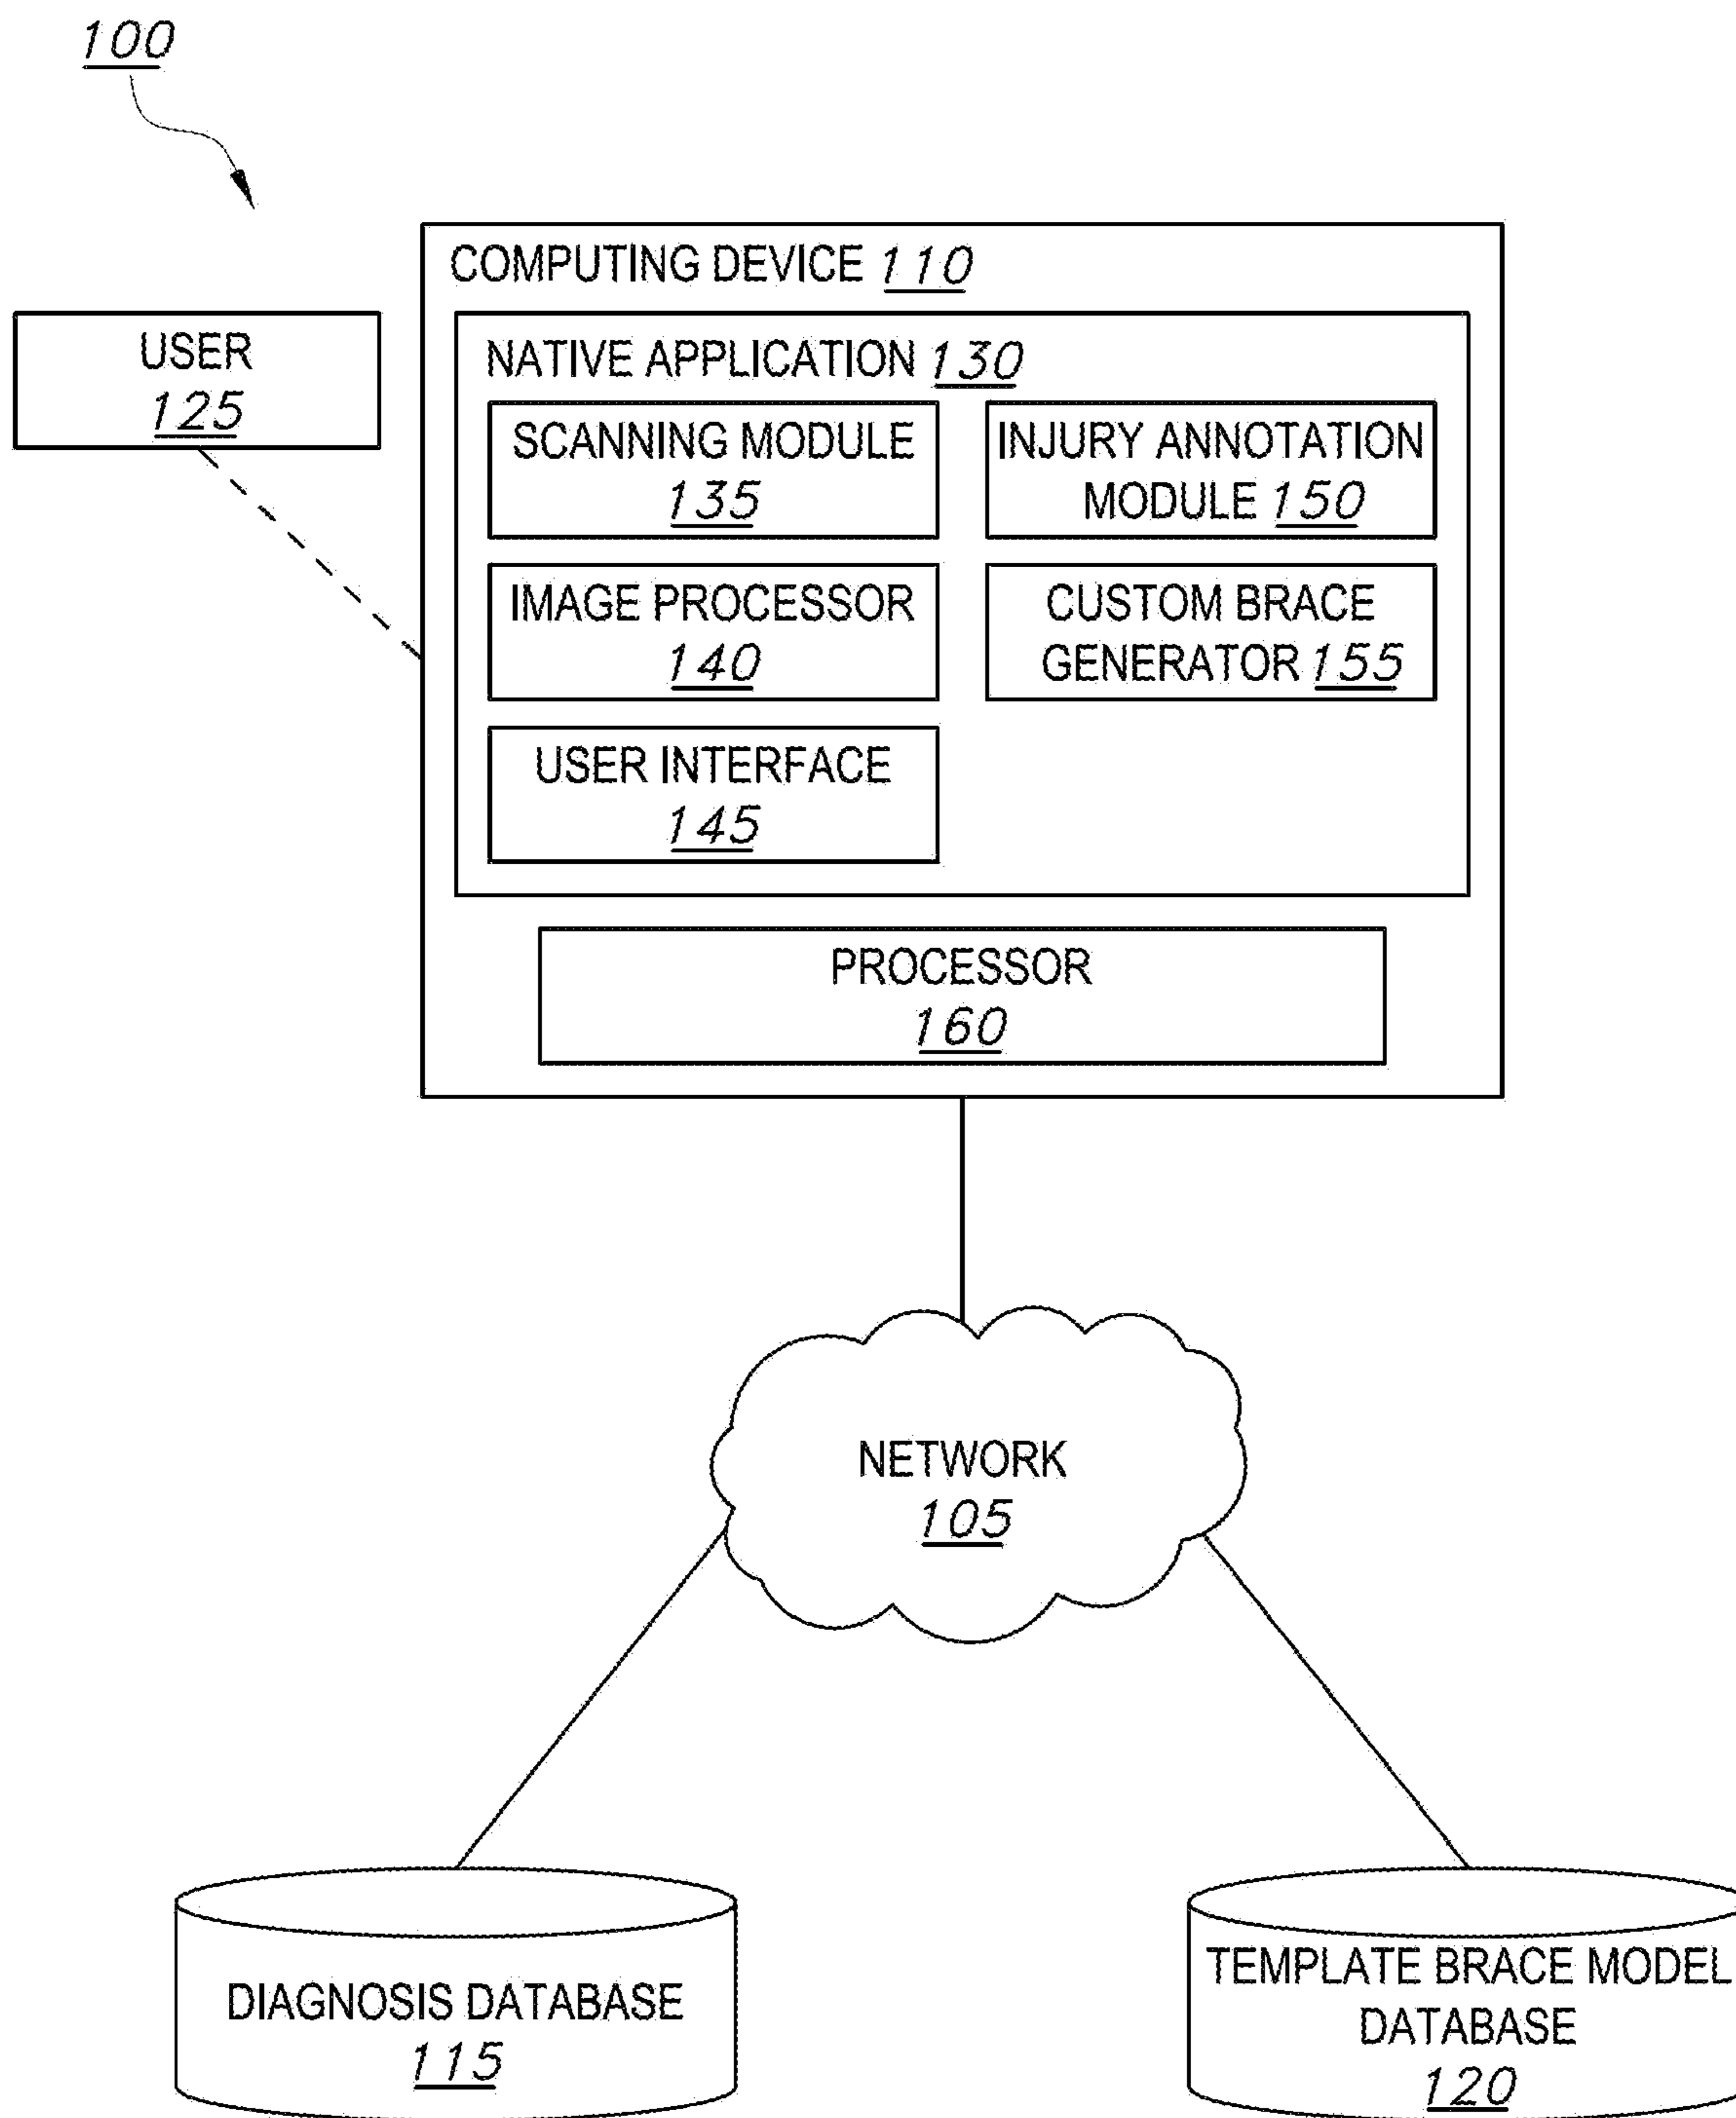 100
COMPUTING DEVICE 110
USER
125
NATIVE APPLICATION 130
SCANNING MODULE
135
INJURY ANNOTATION
MODULE 150
IMAGE PROCESSOR
140
CUSTOM BRACE
GENERATOR 155
USER INTERFACE
145
PROCESSOR
160
NETWORK
105
DIAGNOSIS DATABASE
115
TEMPLATE BRACE MODEL
DATABASE
120